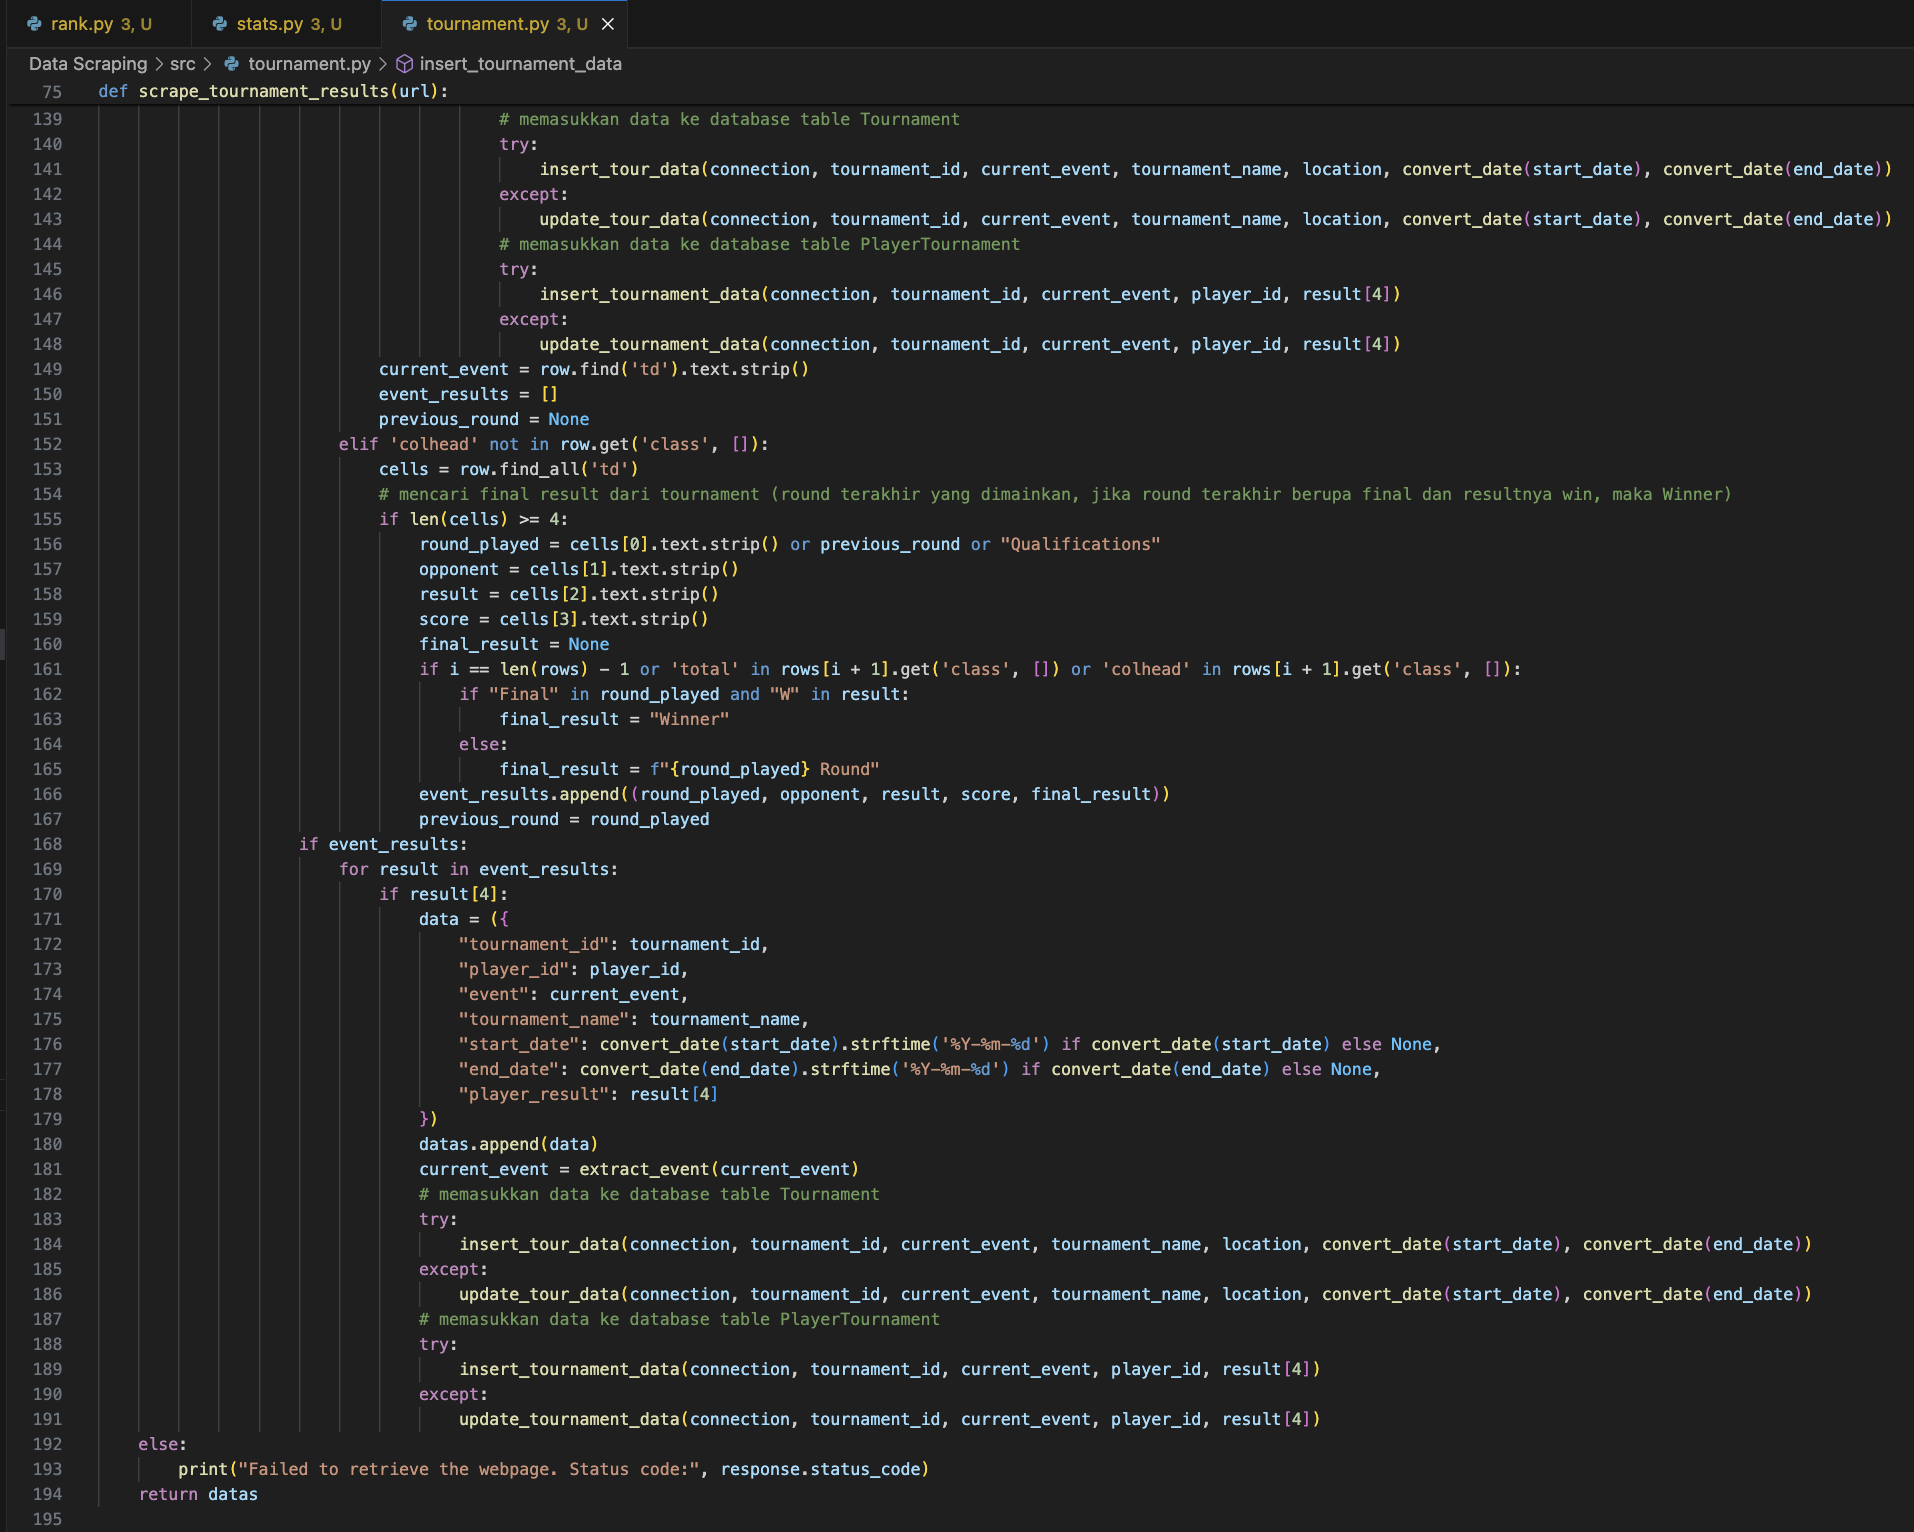 rank.py 3, U
stats.py 3, U
tournament.py 3, U
Data Scraping > src > tournament.py > insert_tournament_data
75 def scrape_tournament_results(url):
139 # memasukkan data ke database table Tournament
140 try:
141 insert_tour_data(connection, tournament_id, current_event, tournament_name, location, convert_date(start_date), convert_date(end_date))
142 except:
143 update_tour_data(connection, tournament_id, current_event, tournament_name, location, convert_date(start_date), convert_date(end_date))
144 # memasukkan data ke database table PlayerTournament
145 try:
146 insert_tournament_data(connection, tournament_id, current_event, player_id, result[4])
147 except:
148 update_tournament_data(connection, tournament_id, current_event, player_id, result[4])
149 current_event = row.find('td').text.strip()
150 event_results = []
151 previous_round = None
152 elif 'colhead' not in row.get('class', []):
153 cells = row.find_all('td')
154 # mencari final result dari tournament (round terakhir yang dimainkan, jika round terakhir berupa final dan resultnya win, maka Winner)
155 if len(cells) >= 4:
156 round_played = cells[0].text.strip() or previous_round or "Qualifications"
157 opponent = cells[1].text.strip()
158 result = cells[2].text.strip()
159 score = cells[3].text.strip()
160 final_result = None
161 if i == len(rows) - 1 or 'total' in rows[i + 1].get('class', []) or 'colhead' in rows[i + 1].get('class', []):
162 if "Final" in round_played and "W" in result:
163 final_result = "Winner"
164 else:
165 final_result = f"{round_played} Round"
166 event_results.append((round_played, opponent, result, score, final_result))
167 previous_round = round_played
168 if event_results:
169 for result in event_results:
170 if result[4]:
171 data = ({
172 "tournament_id": tournament_id,
173 "player_id": player_id,
174 "event": current_event,
175 "tournament_name": tournament_name,
176 "start_date": convert_date(start_date).strftime('%Y-%m-%d') if convert_date(start_date) else None,
177 "end_date": convert_date(end_date).strftime('%Y-%m-%d') if convert_date(end_date) else None,
178 "player_result": result[4]
179 })
180 datas.append(data)
181 current_event = extract_event(current_event)
182 # memasukkan data ke database table Tournament
183 try:
184 insert_tour_data(connection, tournament_id, current_event, tournament_name, location, convert_date(start_date), convert_date(end_date))
185 except:
186 update_tour_data(connection, tournament_id, current_event, tournament_name, location, convert_date(start_date), convert_date(end_date))
187 # memasukkan data ke database table PlayerTournament
188 try:
189 insert_tournament_data(connection, tournament_id, current_event, player_id, result[4])
190 except:
191 update_tournament_data(connection, tournament_id, current_event, player_id, result[4])
192 else:
193 print("Failed to retrieve the webpage. Status code:", response.status_code)
194 return datas
195